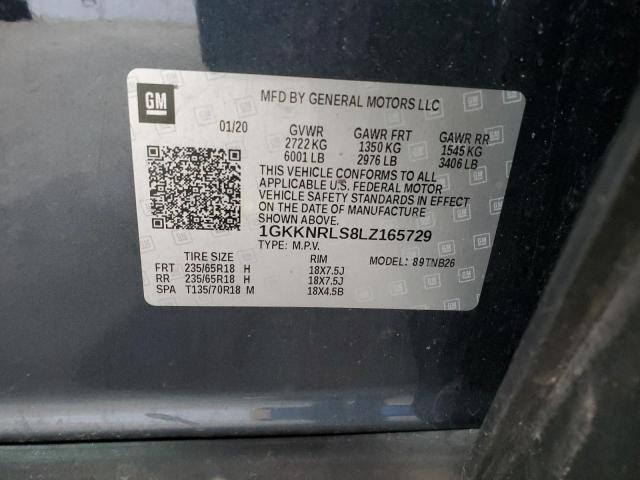 GM
MFD BY GENERAL MOTORS LLC
01/20 GVWR GAWR FRT GAWR RR
2722 KG 1350 KG 1545 KG
6001 LB 2976 LB 3406 LB
THIS VEHICLE CONFORMS TO ALL
APPLICABLE U.S. FEDERAL MOTOR
VEHICLE SAFETY STANDARDS IN EFFECT
ON THE DATE OF MANUFACTURE
SHOWN ABOVE.
1GKKNRLS8LZ165729
TYPE: M.P.V. MODEL: 89TNB26
TIRE SIZE RIM
FRT 235/65R18 H 18X7.5J
RR 235/65R18 H 18X7.5J
SPA T135/70R18 M 18X4.5B